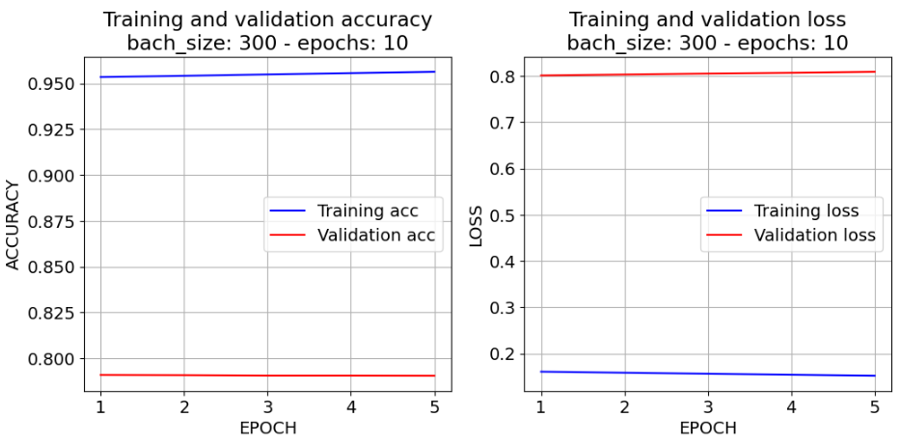 Training and validation accuracy
bach_size: 300 - epochs: 10
0.950
0.925
0.900
0.875
0.850
0.825
0.800
ACCURACY
Training acc
Validation acc
1 2 3 4 5
EPOCH
Training and validation loss
bach_size: 300 - epochs: 10
0.8
0.7
0.6
0.5
0.4
0.3
0.2
LOSS
Training loss
Validation loss
1 2 3 4 5
EPOCH